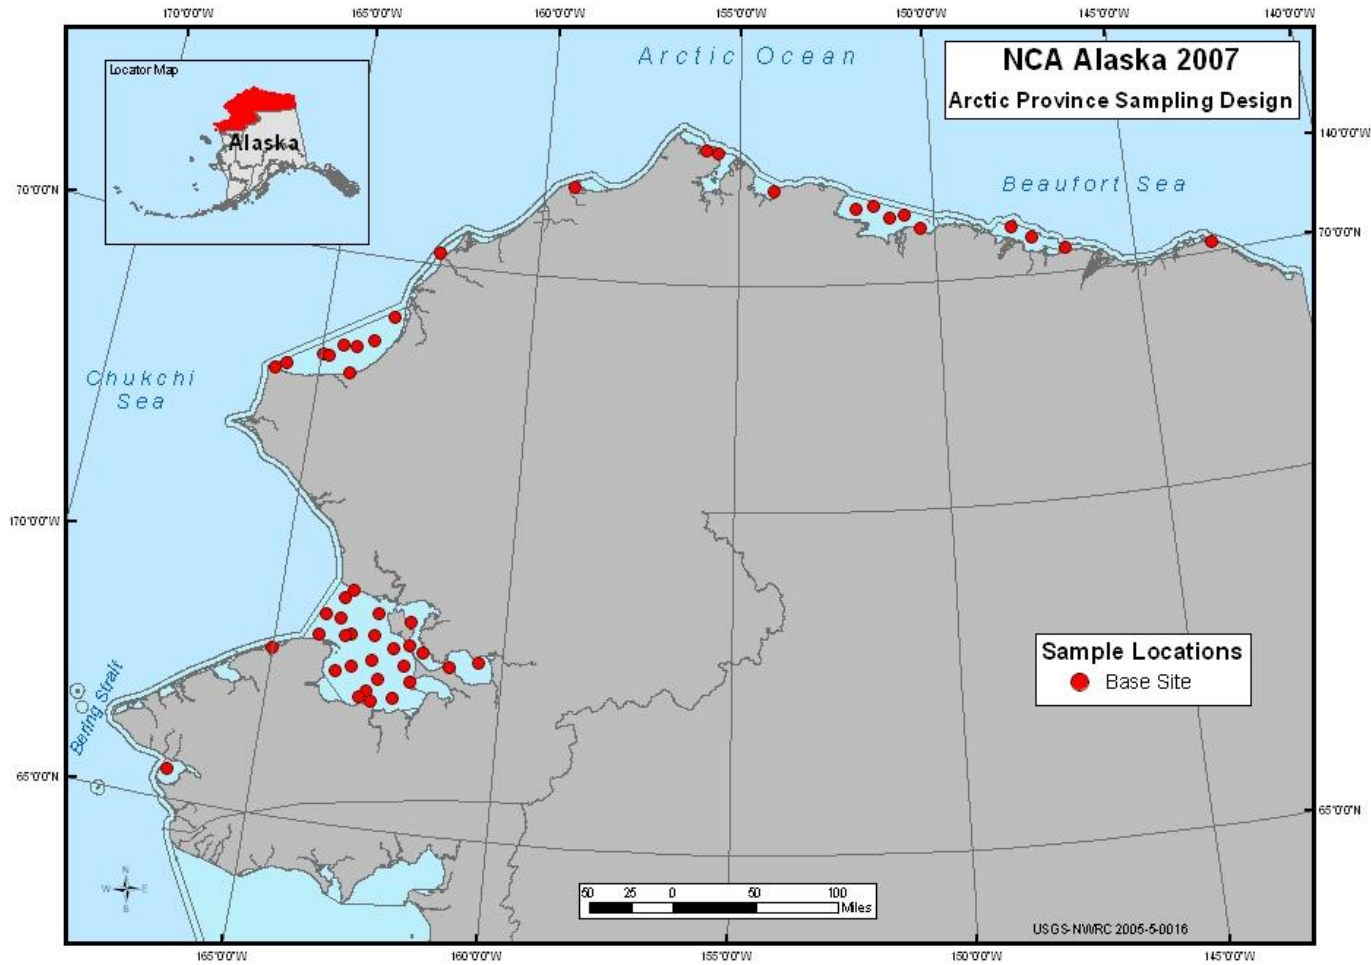 170°0'0"W
165°0'0"W
160°0'0"W
155°0'0"W
150°0'0"W
145°0'0"W
140°0'0"W
Locator Map
Alaska
Arctic Ocean
NCA Alaska 2007
Arctic Province Sampling Design
140°0'0"W
70°0'0"N
Beaufort Sea
70°0'0"N
Chukchi
Sea
170°0'0"W
Sample Locations
Base Site
Bering Strait
65°0'0"N
65°0'0"N
N
W
E
S
50 25 0 50 100
Miles
USGS-NWRC 2005-5-0016
165°0'0"W
160°0'0"W
155°0'0"W
150°0'0"W
145°0'0"W